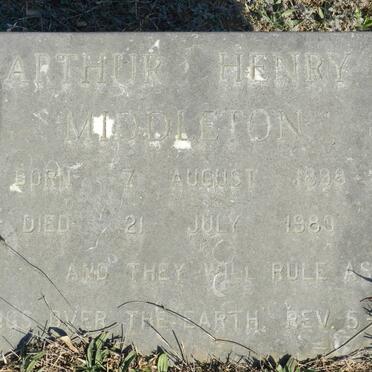 ARTHUR HENRY
MIDDLETON
BORN 7 AUGUST 1898
DIED 21 JULY 1980
AND THEY WILL RULE AS
OVER THE EARTH. REV. 5